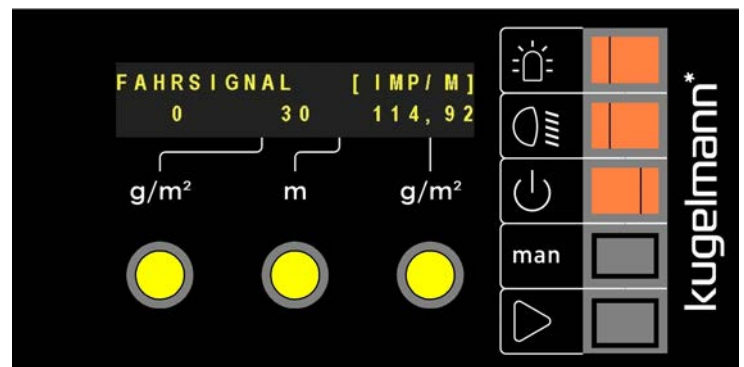 FAHRSIGNAL [IMP/M]
0 30 114,92
g/m² m g/m²
man
kugelmann*